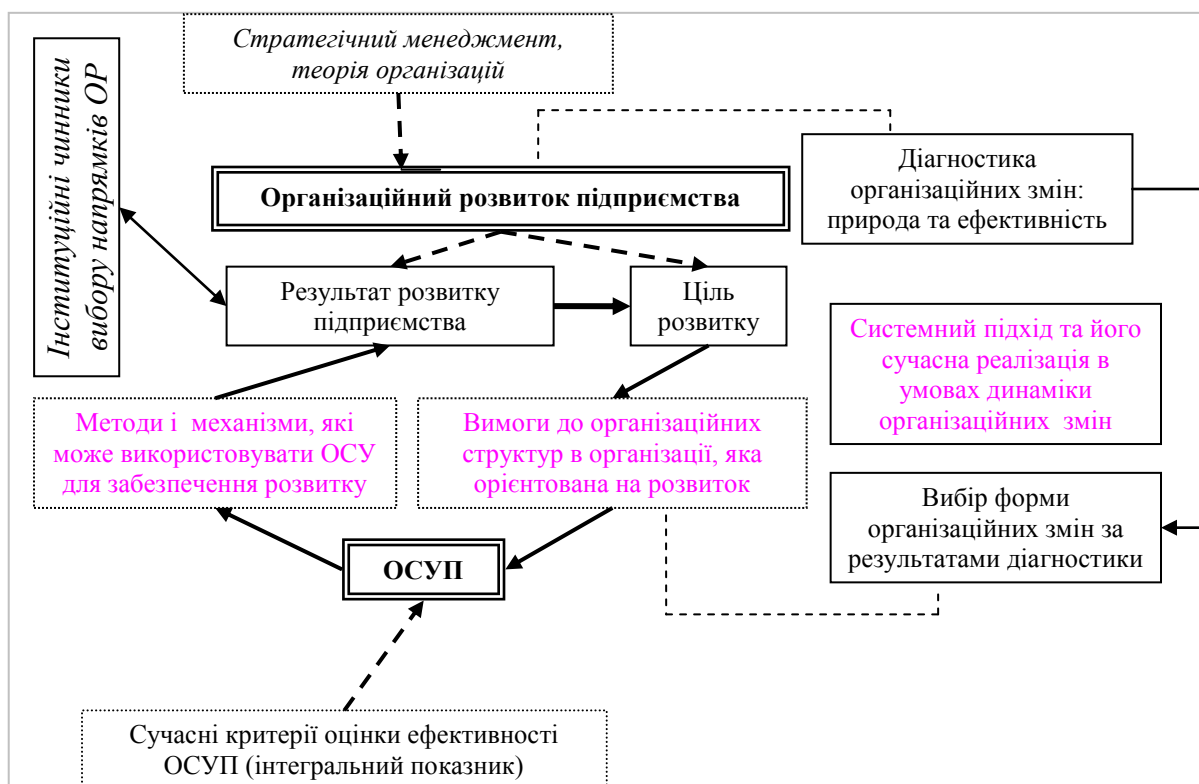 Стратегічний менеджмент,
теорія організацій
Інституційні чинники
вибору напрямків ОР
Організаційний розвиток підприємства
Діагностика
організаційних змін:
природа та ефективність
Результат розвитку
підприємства
Ціль
розвитку
Системний підхід та його
сучасна реалізація в
умовах динаміки
організаційних змін
Методи і механізми, які
може використовувати ОСУ
для забезпечення розвитку
Вимоги до організаційних
структур в організації, яка
орієнтована на розвиток
Вибір форми
організаційних змін за
результатами діагностики
ОСУП
Сучасні критерії оцінки ефективності
ОСУП (інтегральний показник)